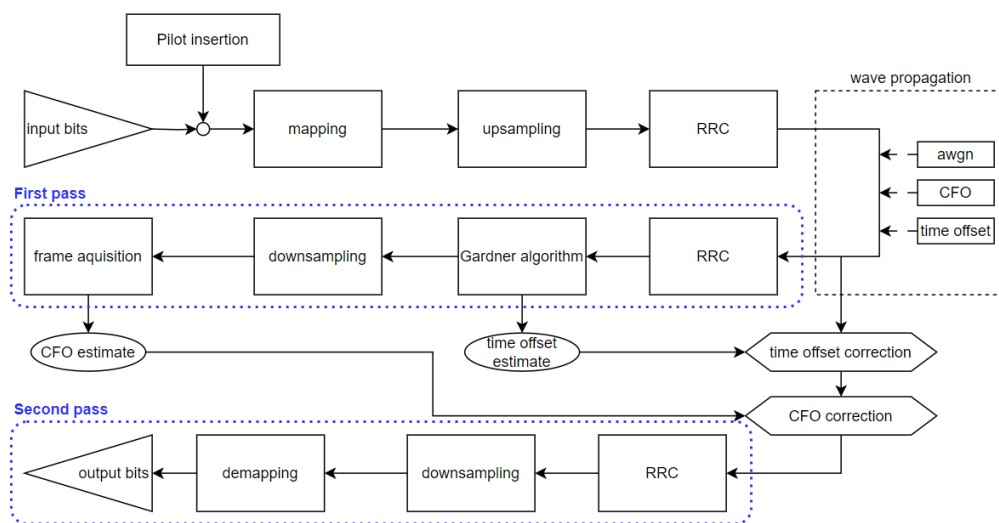 Pilot insertion
wave propagation
input bits
mapping
upsampling
RRC
awgn
CFO
time offset
First pass
frame aquisition
downsampling
Gardner algorithm
RRC
CFO estimate
time offset
estimate
time offset correction
CFO correction
Second pass
output bits
demapping
downsampling
RRC